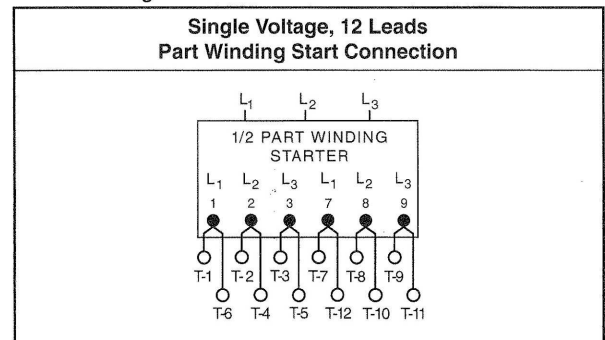 Single Voltage, 12 Leads
Part Winding Start Connection
L1 L2 L3
1/2 PART WINDING
STARTER
L1 L2 L3 L1 L2 L3
1 2 3 7 8 9
T-1 T-2 T-3 T-7 T-8 T-9
T-6 T-4 T-5 T-12 T-10 T-11